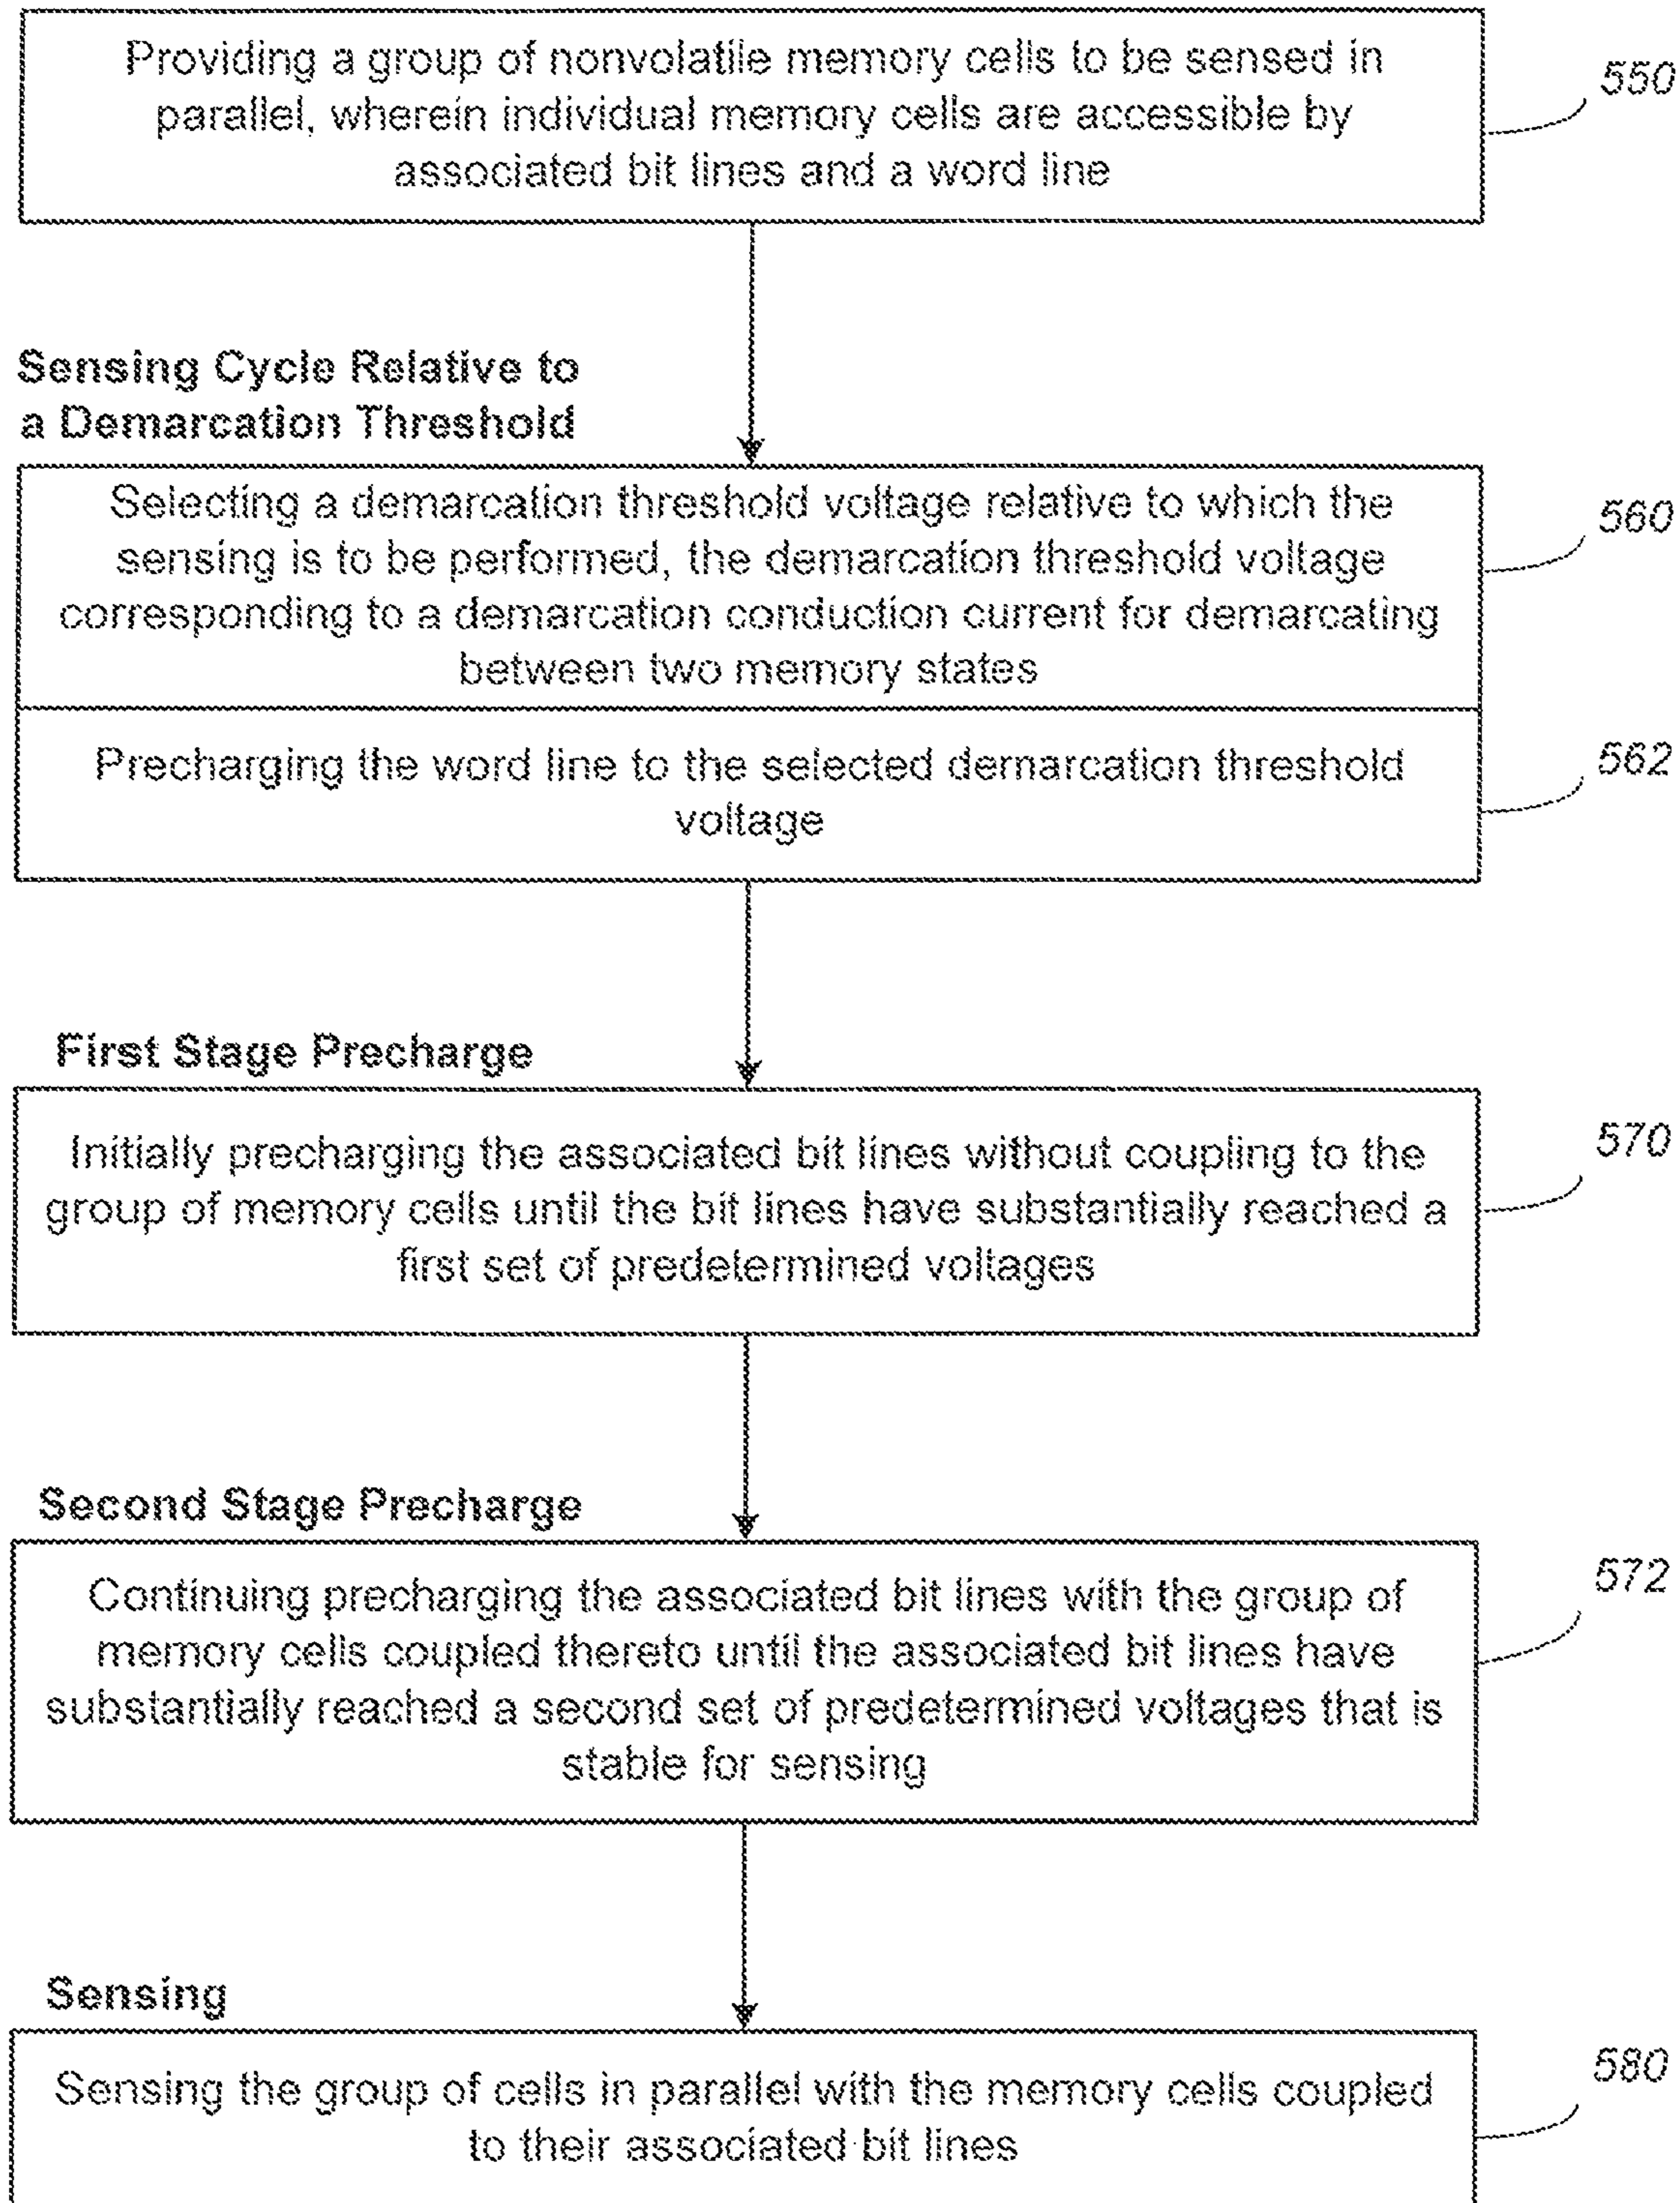 Providing a group of nonvolatile memory cells to be sensed in
parallel, wherein individual memory cells are accessible by
associated bit lines and a word line
550
Sensing Cycle Relative to
a Demarcation Threshold
Selecting a demarcation threshold voltage relative to which the
sensing is to be performed, the demarcation threshold voltage
corresponding to a demarcation conduction current for demarcating
between two memory states
560
Precharging the word line to the selected demarcation threshold
voltage
562
First Stage Precharge
Initially precharging the associated bit lines without coupling to the
group of memory cells until the bit lines have substantially reached a
first set of predetermined voltages
570
Second Stage Precharge
Continuing precharging the associated bit lines with the group of
memory cells coupled thereto until the associated bit lines have
substantially reached a second set of predetermined voltages that is
stable for sensing
572
Sensing
Sensing the group of cells in parallel with the memory cells coupled
to their associated bit lines
580